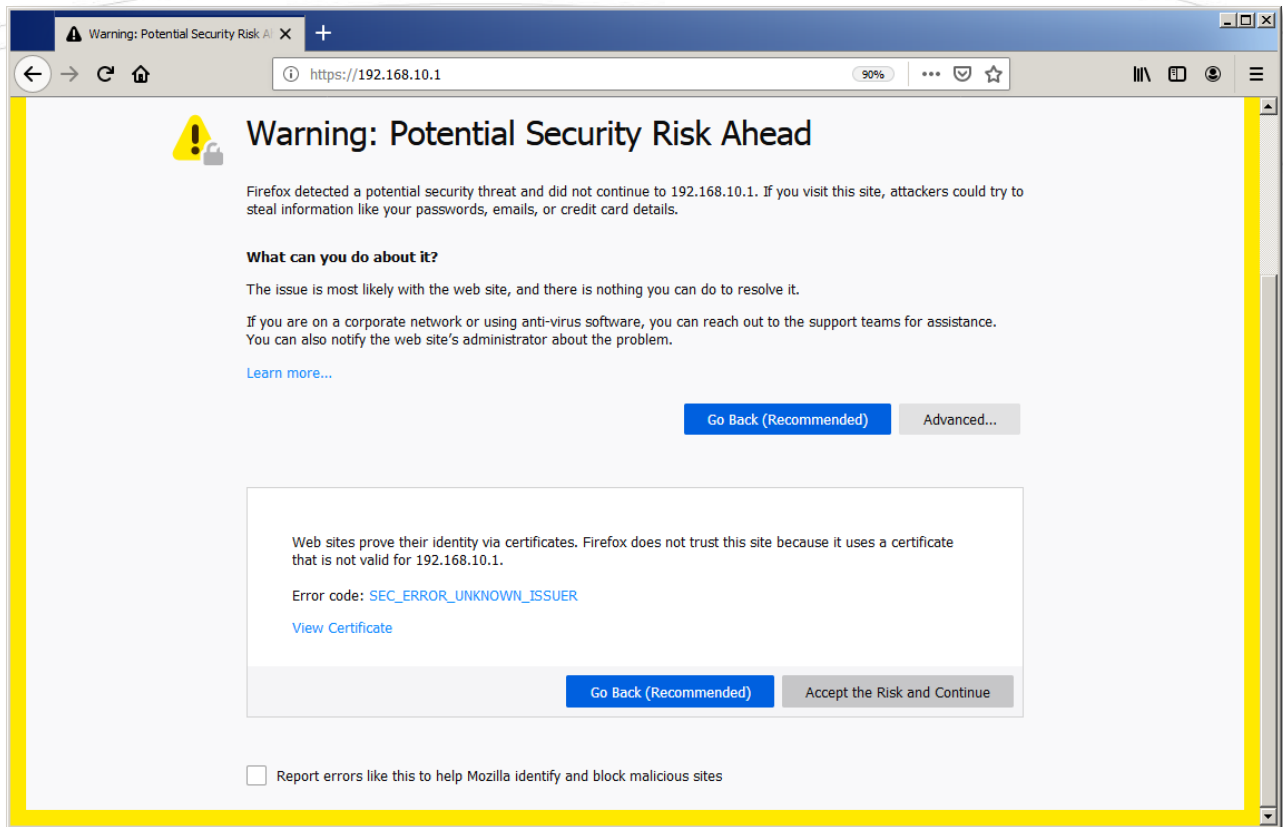 Warning: Potential Security Risk A
https://192.168.10.1
90%
Warning: Potential Security Risk Ahead
Firefox detected a potential security threat and did not continue to 192.168.10.1. If you visit this site, attackers could try to
steal information like your passwords, emails, or credit card details.
What can you do about it?
The issue is most likely with the web site, and there is nothing you can do to resolve it.
If you are on a corporate network or using anti-virus software, you can reach out to the support teams for assistance.
You can also notify the web site's administrator about the problem.
Learn more...
Go Back (Recommended) Advanced...
Web sites prove their identity via certificates. Firefox does not trust this site because it uses a certificate
that is not valid for 192.168.10.1.
Error code: SEC_ERROR_UNKNOWN_ISSUER
View Certificate
Go Back (Recommended) Accept the Risk and Continue
Report errors like this to help Mozilla identify and block malicious sites